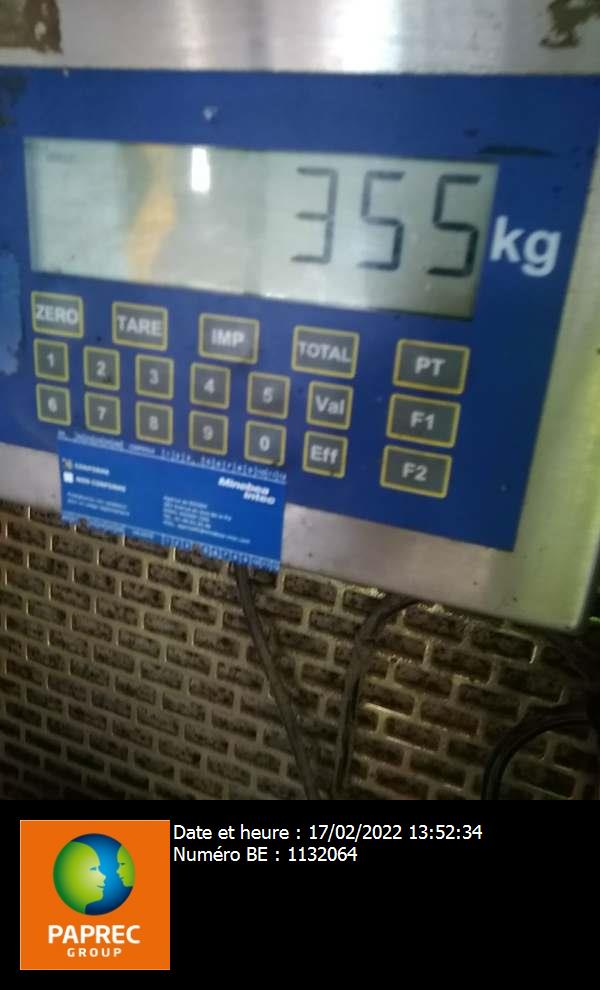 355 kg
ZERO TARE IMP TOTAL PT
1 2 3 4 5 Val F1
6 7 8 9 0 Eff F2
CONFORME
NON CONFORME
Minebea
Intec
Date et heure : 17/02/2022 13:52:34
Numéro BE : 1132064
PAPREC
GROUP